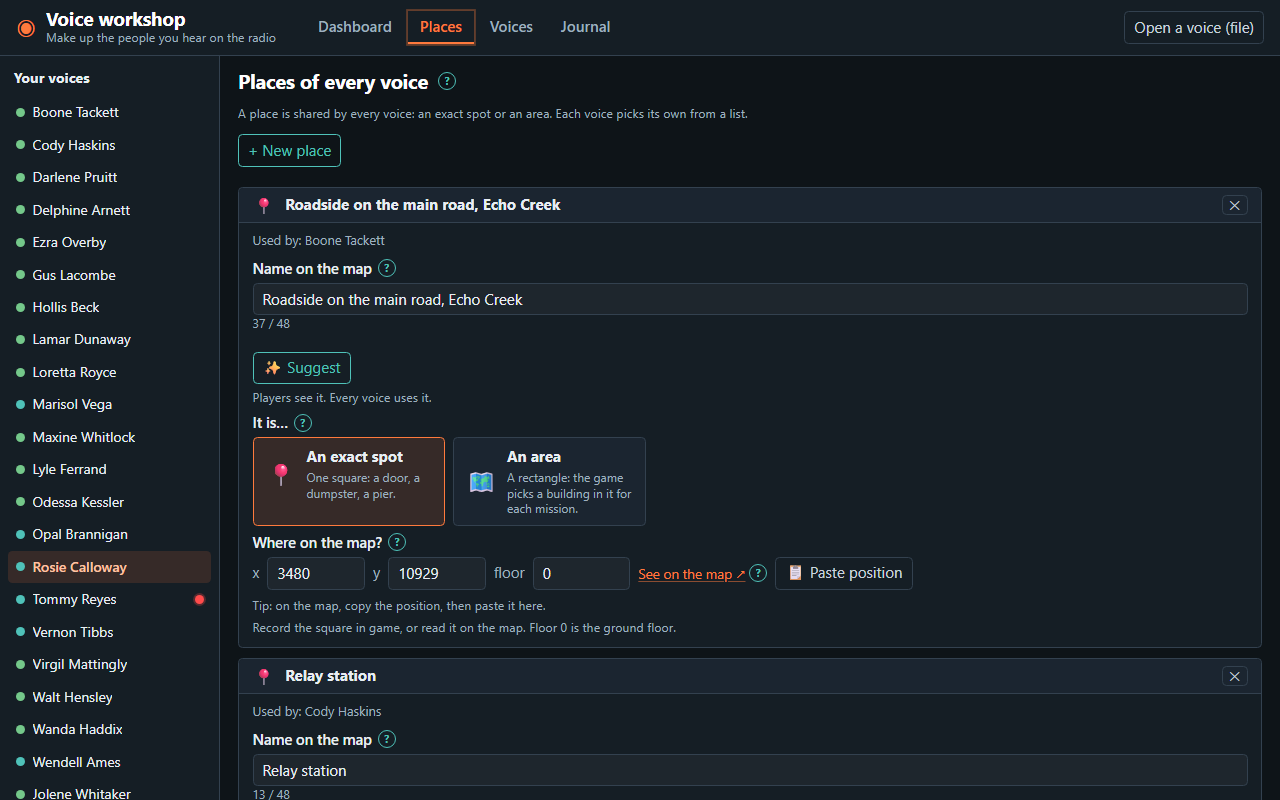 Voice workshop
Make up the people you hear on the radio
Dashboard
Places
Voices
Journal
Open a voice (file)
Your voices
Boone Tackett
Cody Haskins
Darlene Pruitt
Delphine Arnett
Ezra Overby
Gus Lacombe
Hollis Beck
Lamar Dunaway
Loretta Royce
Marisol Vega
Maxine Whitlock
Lyle Ferrand
Odessa Kessler
Opal Brannigan
Rosie Calloway
Tommy Reyes
Vernon Tibbs
Virgil Mattingly
Walt Hensley
Wanda Haddix
Wendell Ames
Jolene Whitaker
Places of every voice ?
A place is shared by every voice: an exact spot or an area. Each voice picks its own from a list.
+ New place
Roadside on the main road, Echo Creek
Used by: Boone Tackett
Name on the map ?
Roadside on the main road, Echo Creek
37 / 48
✨ Suggest
Players see it. Every voice uses it.
It is... ?
An exact spot
One square: a door, a
dumpster, a pier.
An area
A rectangle: the game
picks a building in it for
each mission.
Where on the map? ?
x 3480 y 10929 floor 0 See on the map ↗ ? Paste position
Tip: on the map, copy the position, then paste it here.
Record the square in game, or read it on the map. Floor 0 is the ground floor.
Relay station
Used by: Cody Haskins
Name on the map ?
Relay station
13 / 48